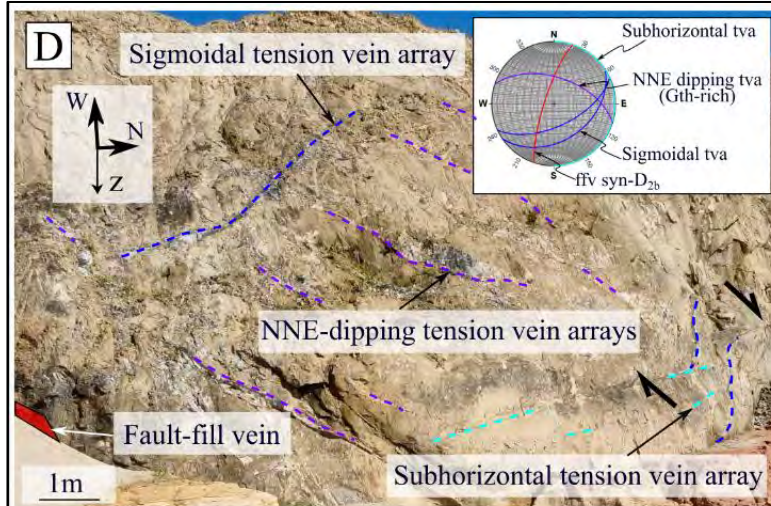 D
Sigmoidal tension vein array
W
N
Z
N
Subhorizontal tva
NNE dipping tva
(Gth-rich)
W
E
Sigmoidal tva
S
ffv syn-D2b
NNE-dipping tension vein arrays
Fault-fill vein
Subhorizontal tension vein array
1m